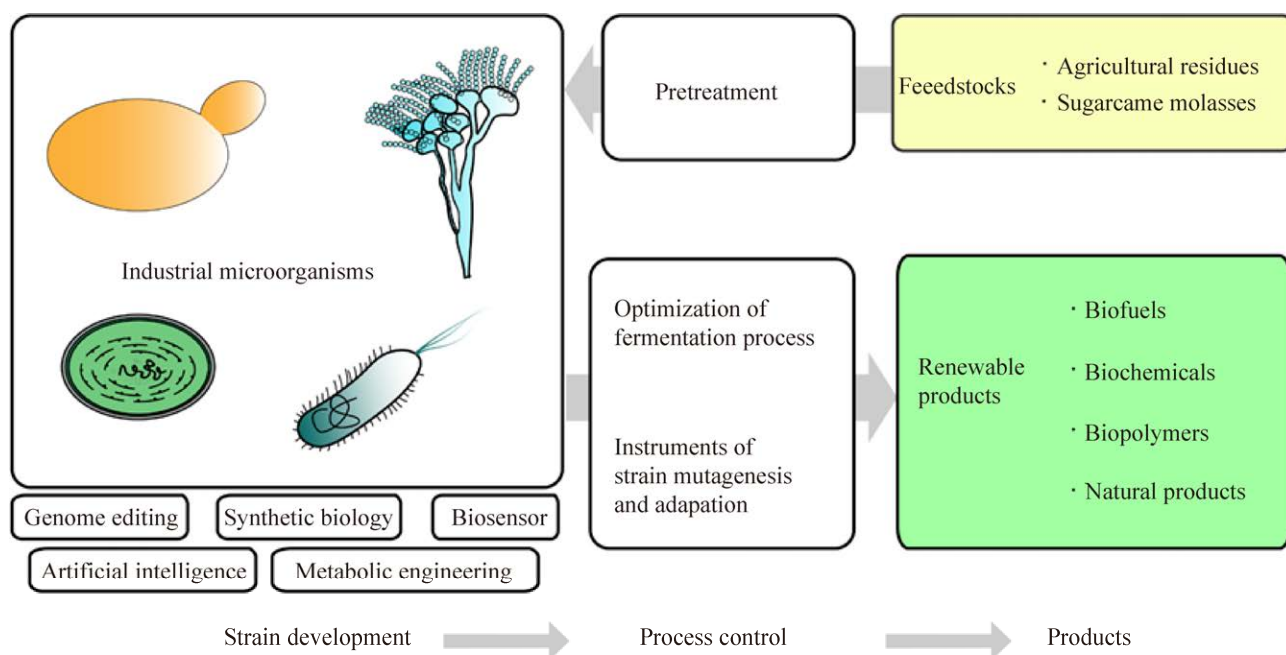 Industrial microorganisms
Genome editing
Synthetic biology
Biosensor
Artificial intelligence
Metabolic engineering
Pretreatment
Feeedstocks
· Agricultural residues
· Sugarcame molasses
Optimization of
fermentation process
Instruments of
strain mutagenesis
and adapation
Renewable
products
· Biofuels
· Biochemicals
· Biopolymers
· Natural products
Strain development
Process control
Products